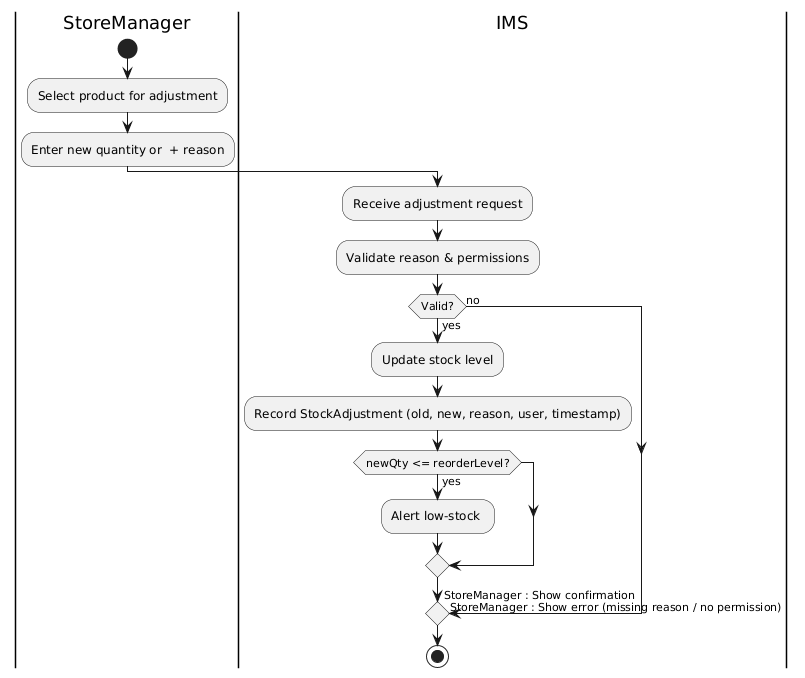 StoreManager
IMS
Select product for adjustment
Enter new quantity or  + reason
Receive adjustment request
Validate reason & permissions
Valid?
no
yes
Update stock level
Record StockAdjustment (old, new, reason, user, timestamp)
newQty <= reorderLevel?
yes
Alert low-stock
StoreManager : Show confirmation
StoreManager : Show error (missing reason / no permission)